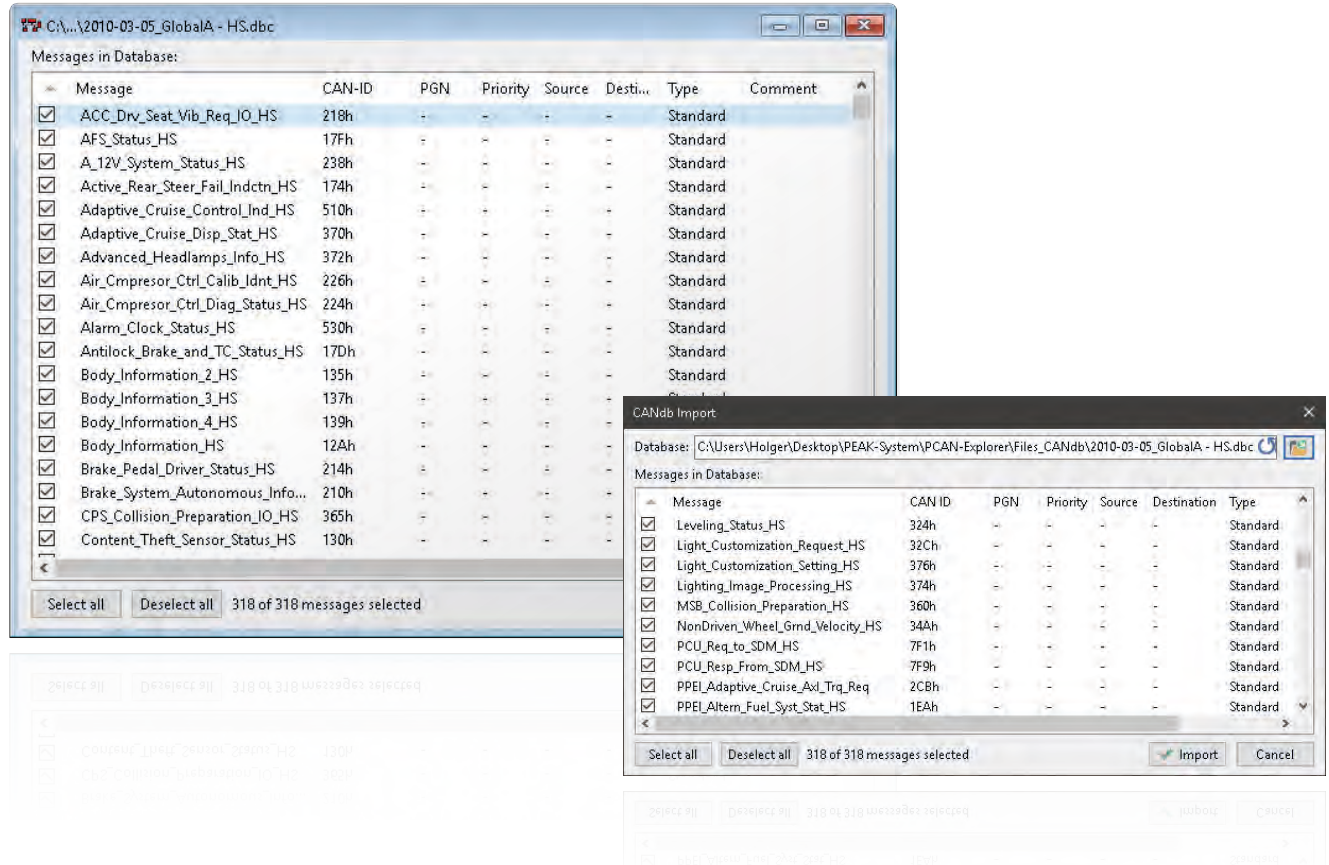 C:\...\2010-03-05_GlobalA - HS.dbc
Messages in Database:
Message CAN-ID PGN Priority Source Desti... Type Comment
ACC_Drv_Seat_Vib_Req_IO_HS 218h - - - - Standard
AFS_Status_HS 17Fh - - - - Standard
A_12V_System_Status_HS 238h - - - - Standard
Active_Rear_Steer_Fail_Indctn_HS 174h - - - - Standard
Adaptive_Cruise_Control_Ind_HS 510h - - - - Standard
Adaptive_Cruise_Disp_Stat_HS 370h - - - - Standard
Advanced_Headlamps_Info_HS 372h - - - - Standard
Air_Cmpresor_Ctrl_Calib_Idnt_HS 226h - - - - Standard
Air_Cmpresor_Ctrl_Diag_Status_HS 224h - - - - Standard
Alarm_Clock_Status_HS 530h - - - - Standard
Antilock_Brake_and_TC_Status_HS 17Dh - - - - Standard
Body_Information_2_HS 135h - - - - Standard
Body_Information_3_HS 137h - - - -
Body_Information_4_HS 139h - - - -
Body_Information_HS 12Ah - - - -
Brake_Pedal_Driver_Status_HS 214h - - - -
Brake_System_Autonomous_Info... 210h - - - -
CPS_Collision_Preparation_IO_HS 365h - - - -
Content_Theft_Sensor_Status_HS 130h - - - -
Select all Deselect all 318 of 318 messages selected
CANdb Import
Database: C:\Users\Holger\Desktop\PEAK-System\PCAN-Explorer\Files_CANdb\2010-03-05_GlobalA - HS.dbc
Messages in Database:
Message CAN ID PGN Priority Source Destination Type
Leveling_Status_HS 324h - - - - Standard
Light_Customization_Request_HS 32Ch - - - - Standard
Light_Customization_Setting_HS 376h - - - - Standard
Lighting_Image_Processing_HS 374h - - - - Standard
MSB_Collision_Preparation_HS 360h - - - - Standard
NonDriven_Wheel_Grnd_Velocity_HS 34Ah - - - - Standard
PCU_Req_to_SDM_HS 7F1h - - - - Standard
PCU_Resp_From_SDM_HS 7F9h - - - - Standard
PPEI_Adaptive_Cruise_Axl_Trq_Req 2CBh - - - - Standard
PPEI_Altern_Fuel_Syst_Stat_HS 1EAh - - - - Standard
Select all Deselect all 318 of 318 messages selected Import Cancel